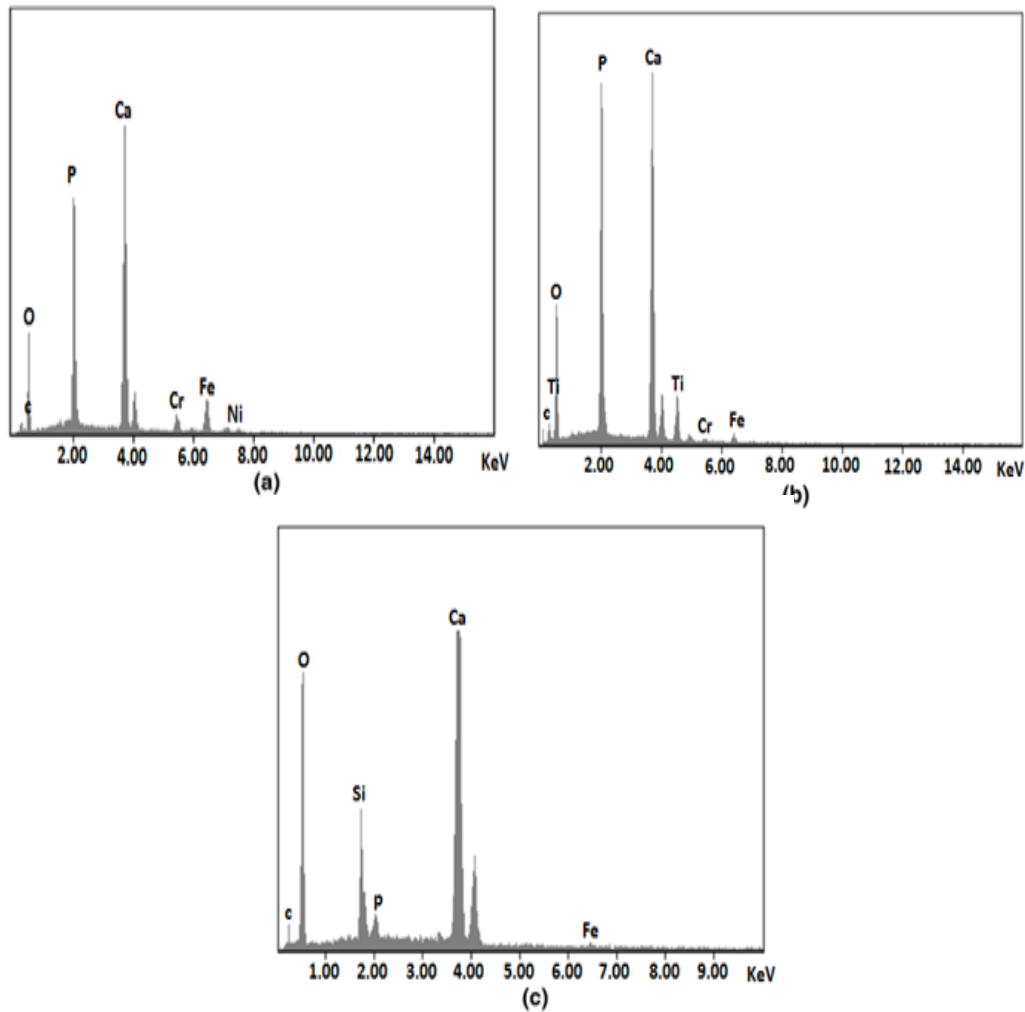 Ca
P
O
c
Cr
Fe
Ni
2.00 4.00 6.00 8.00 10.00 12.00 14.00 KeV
(a)
Ca
P
O
Ti
c
Ti
Cr
Fe
2.00 4.00 6.00 8.00 10.00 12.00 14.00 KeV
(b)
Ca
O
Si
c
P
Fe
1.00 2.00 3.00 4.00 5.00 6.00 7.00 8.00 9.00 KeV
(c)